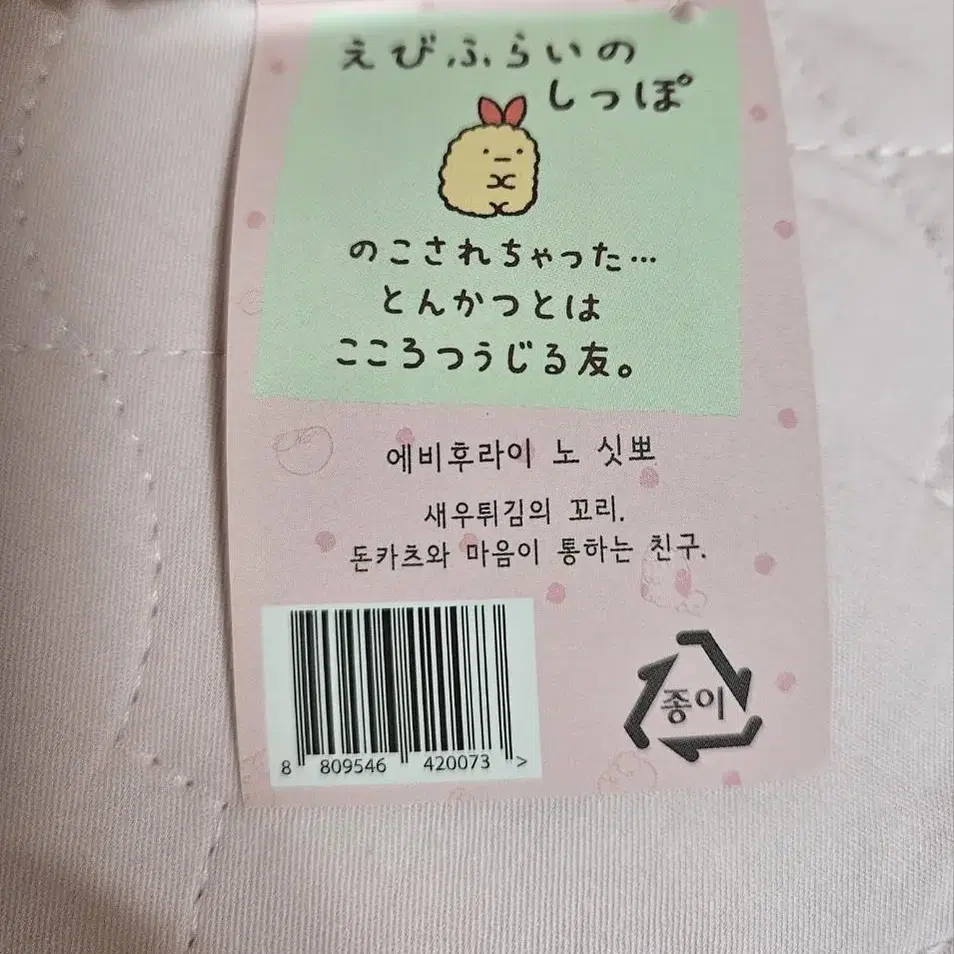 えびふらいの
しっぽ
のこされちゃった…
とんかつとは
こころつうじる友。
에비후라이 노 싯뽀
새우튀김의 꼬리.
돈카츠와 마음이 통하는 친구.
8 809546 420073 >
종이